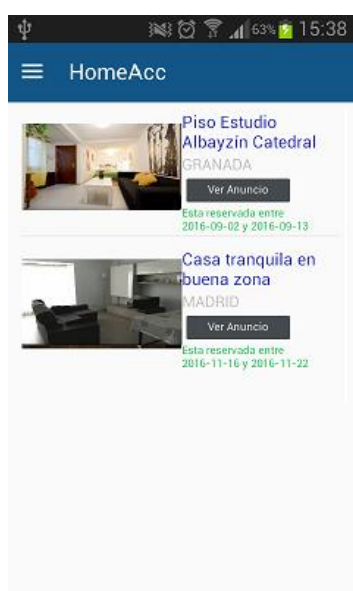 63% 15:38
HomeAcc
Piso Estudio
Albayzín Catedral
GRANADA
Ver Anuncio
Esta reservada entre
2016-09-02 y 2016-09-13
Casa tranquila en
buena zona
MADRID
Ver Anuncio
Esta reservada entre
2016-11-16 y 2016-11-22